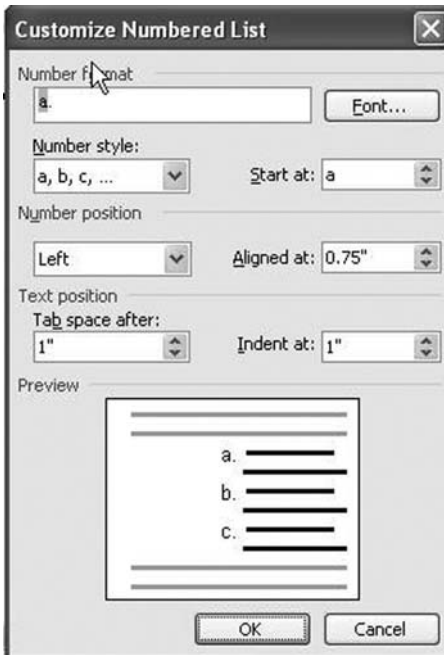 Customize Numbered List
Number format
a.
Font...
Number style:
a, b, c, ...
Start at: a
Number position
Left
Aligned at: 0.75"
Text position
Tab space after:
1"
Indent at: 1"
Preview
a.
b.
c.
OK
Cancel